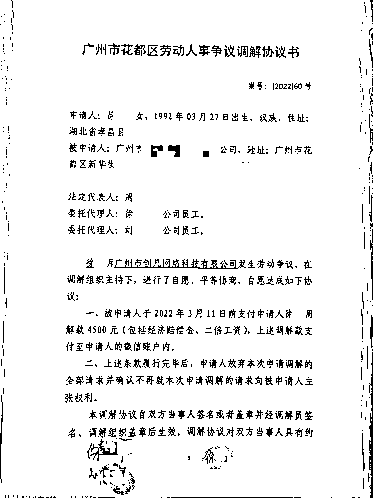 广州市花都区劳动人事争议调解协议书
案号：[2022]60号
申请人：徐 女，1992年03月27日出生，汉族，住址：
湖北省孝昌县
被申请人：广州市 公司，地址：广州市花
都区新华
法定代表人：周
委托代理人：徐 公司员工。
委托代理人：刘 公司员工。
广州市创思网络科技有限公司发生劳动争议，在
调解组织主持下，进行了自愿、平等协商，自愿达成如下协
议：
一、被申请人于2022年3月11日前支付申请人徐 周
解款4500元（包括经济赔偿金、二倍工资），上述调解款支
付至申请人的微信账户内。
二、上述条款履行完毕后，申请人放弃本次申请调解的
全部请求并确认不再就本次申请调解的请求向被申请人主
张权利。
本调解协议自双方当事人签名或者盖章并经调解员签
名、调解组织盖章后生效，调解协议对双方当事人具有约